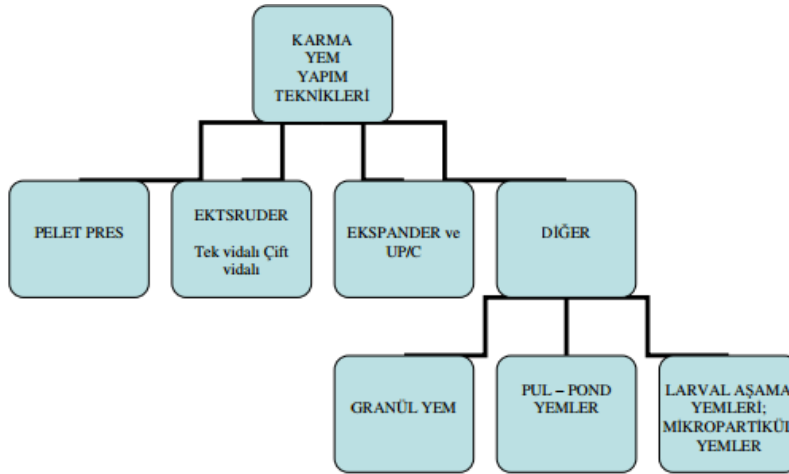 KARMA
YEM
YAPIM
TEKNİKLERİ
PELET PRES
EKTSRUDER
Tek vidalı Çift
vidalı
EKSPANDER ve
UP/C
DİĞER
GRANÜL YEM
PUL – POND
YEMLER
LARVAL AŞAMA
YEMLERİ;
MİKROPARTİKÜL
YEMLER